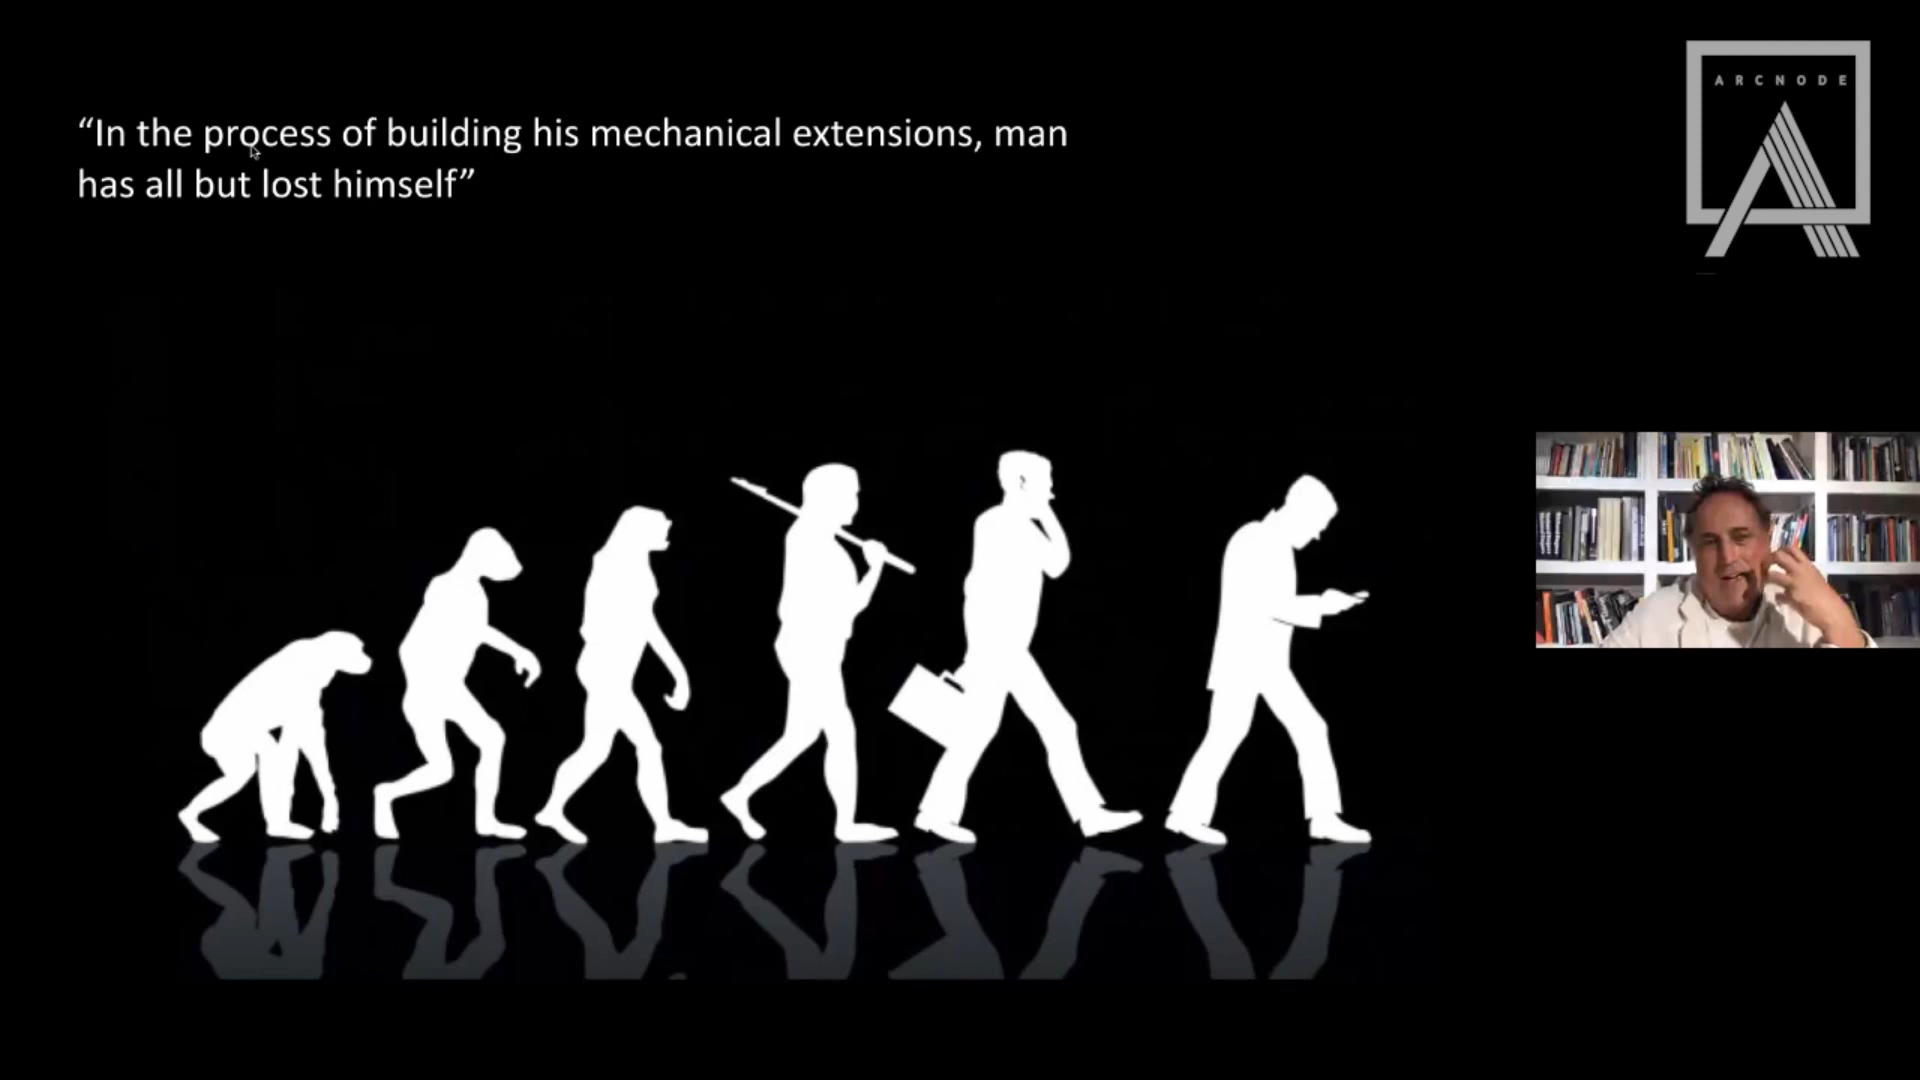 “In the process of building his mechanical extensions, man
has all but lost himself”
ARCNODE